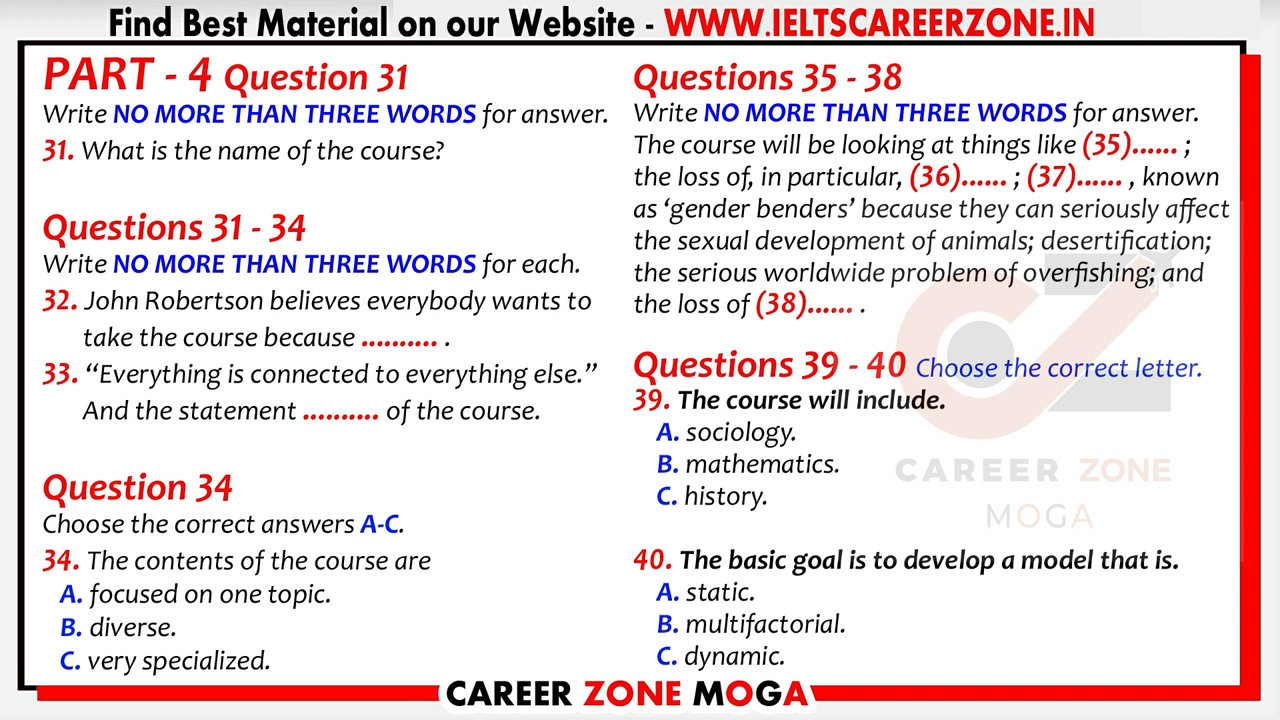 Find Best Material on our Website - WWW.IELTSCAREERZONE.IN
PART - 4 Question 31
Write NO MORE THAN THREE WORDS for answer.
31. What is the name of the course?
Questions 31 - 34
Write NO MORE THAN THREE WORDS for each.
32. John Robertson believes everybody wants to
take the course because .......... .
33. “Everything is connected to everything else.”
And the statement .......... of the course.
Question 34
Choose the correct answers A-C.
34. The contents of the course are
A. focused on one topic.
B. diverse.
C. very specialized.
Questions 35 - 38
Write NO MORE THAN THREE WORDS for answer.
The course will be looking at things like (35)...... ;
the loss of, in particular, (36)...... ; (37)...... , known
as ‘gender benders’ because they can seriously affect
the sexual development of animals; desertification;
the serious worldwide problem of overfishing; and
the loss of (38)...... .
Questions 39 - 40 Choose the correct letter.
39. The course will include.
A. sociology.
B. mathematics.
C. history.
40. The basic goal is to develop a model that is.
A. static.
B. multifactorial.
C. dynamic.
CAREER ZONE
MOGA
CAREER ZONE MOGA